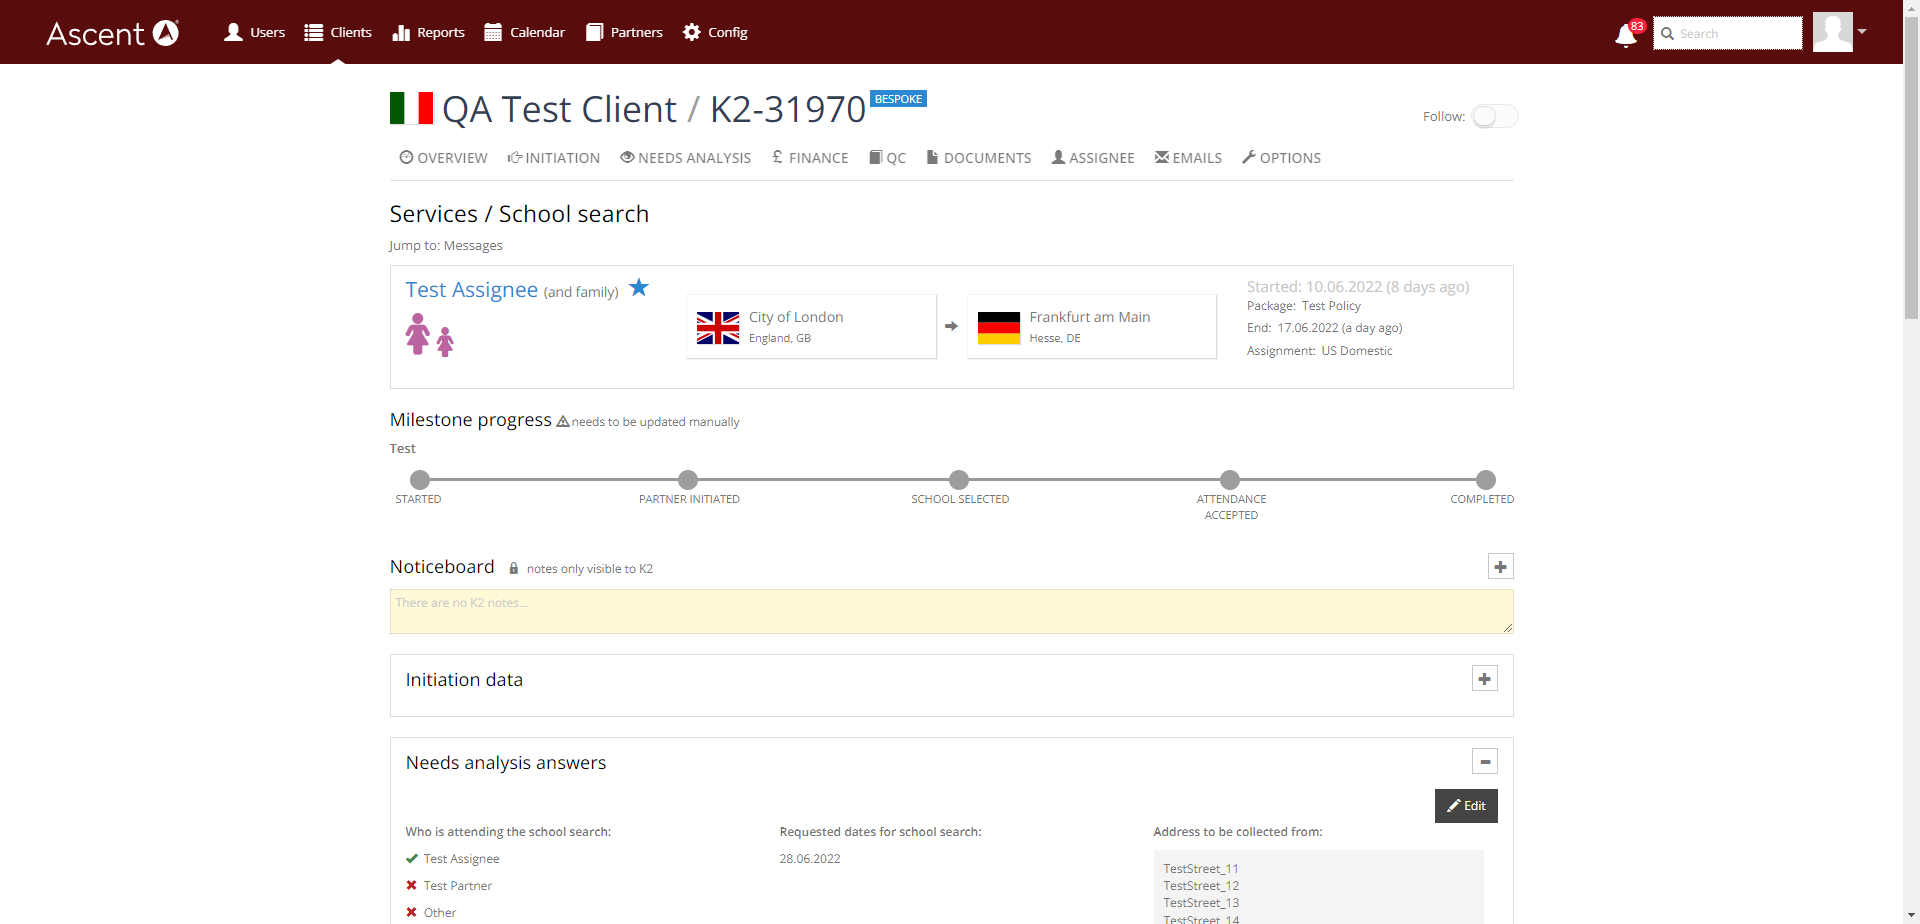 Ascent
Users
Clients
Reports
Calendar
Partners
Config
83
Search
QA Test Client / K2-31970
BESPOKE
Follow:
OVERVIEW
INITIATION
NEEDS ANALYSIS
£ FINANCE
QC
DOCUMENTS
ASSIGNEE
EMAILS
OPTIONS
Services / School search
Jump to: Messages
Test Assignee (and family)
City of London
England, GB
Frankfurt am Main
Hesse, DE
Started: 10.06.2022 (8 days ago)
Package: Test Policy
End: 17.06.2022 (a day ago)
Assignment: US Domestic
Milestone progress needs to be updated manually
Test
STARTED
PARTNER INITIATED
SCHOOL SELECTED
ATTENDANCE
ACCEPTED
COMPLETED
Noticeboard notes only visible to K2
There are no K2 notes...
Initiation data
Needs analysis answers
Edit
Who is attending the school search:
Test Assignee
Test Partner
Other
Requested dates for school search:
28.06.2022
Address to be collected from:
TestStreet_11
TestStreet_12
TestStreet_13
TestStreet_14